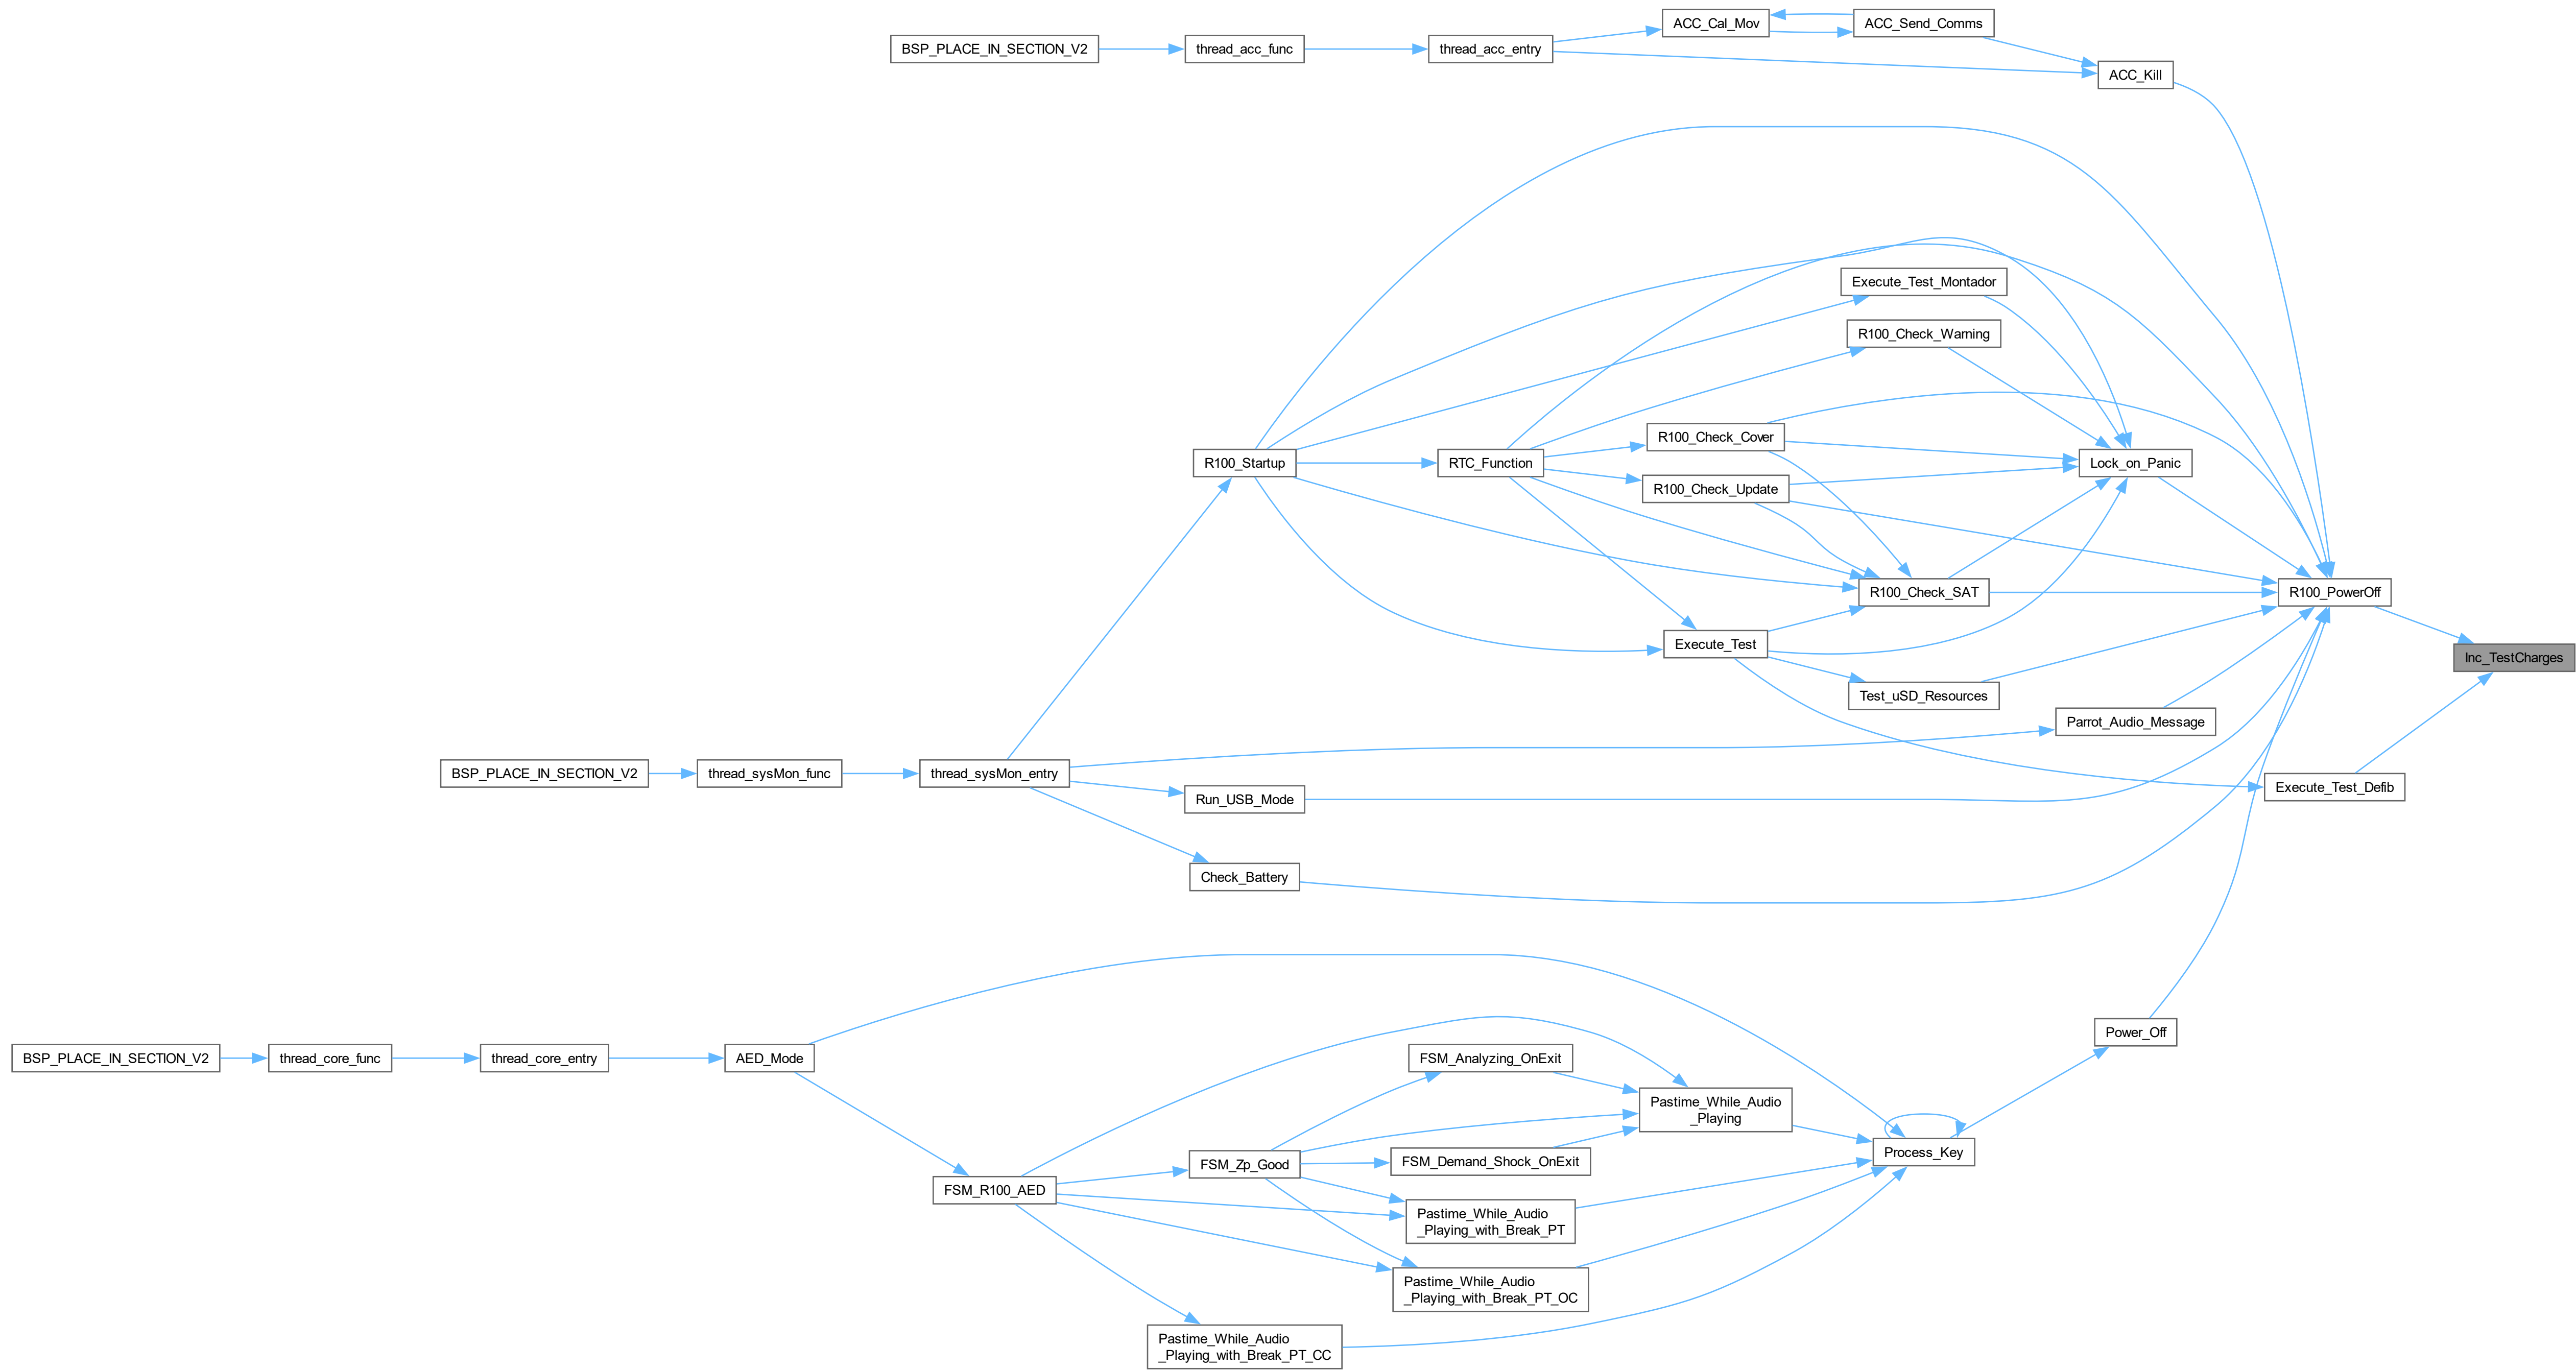 ACC_Cal_Mov
ACC_Send_Comms
BSP_PLACE_IN_SECTION_V2
thread_acc_func
thread_acc_entry
ACC_Kill
Execute_Test_Montador
R100_Check_Warning
R100_Check_Cover
R100_Startup
RTC_Function
Lock_on_Panic
R100_Check_Update
R100_Check_SAT
R100_PowerOff
Execute_Test
Inc_TestCharges
Test_uSD_Resources
Parrot_Audio_Message
BSP_PLACE_IN_SECTION_V2
thread_sysMon_func
thread_sysMon_entry
Run_USB_Mode
Execute_Test_Defib
Check_Battery
Power_Off
BSP_PLACE_IN_SECTION_V2
thread_core_func
thread_core_entry
AED_Mode
FSM_Analyzing_OnExit
Pastime_While_Audio
_Playing
Process_Key
FSM_Zp_Good
FSM_Demand_Shock_OnExit
FSM_R100_AED
Pastime_While_Audio
_Playing_with_Break_PT
Pastime_While_Audio
_Playing_with_Break_PT_OC
Pastime_While_Audio
_Playing_with_Break_PT_CC